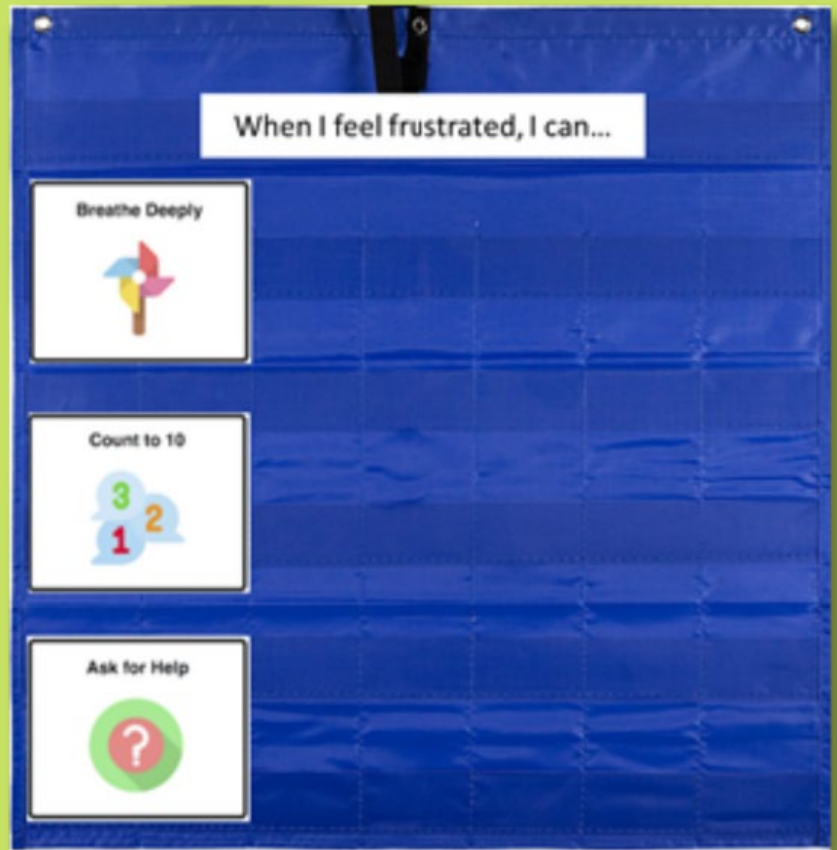 When I feel frustrated, I can...
Breathe Deeply
Count to 10
3
2
1
Ask for Help
?